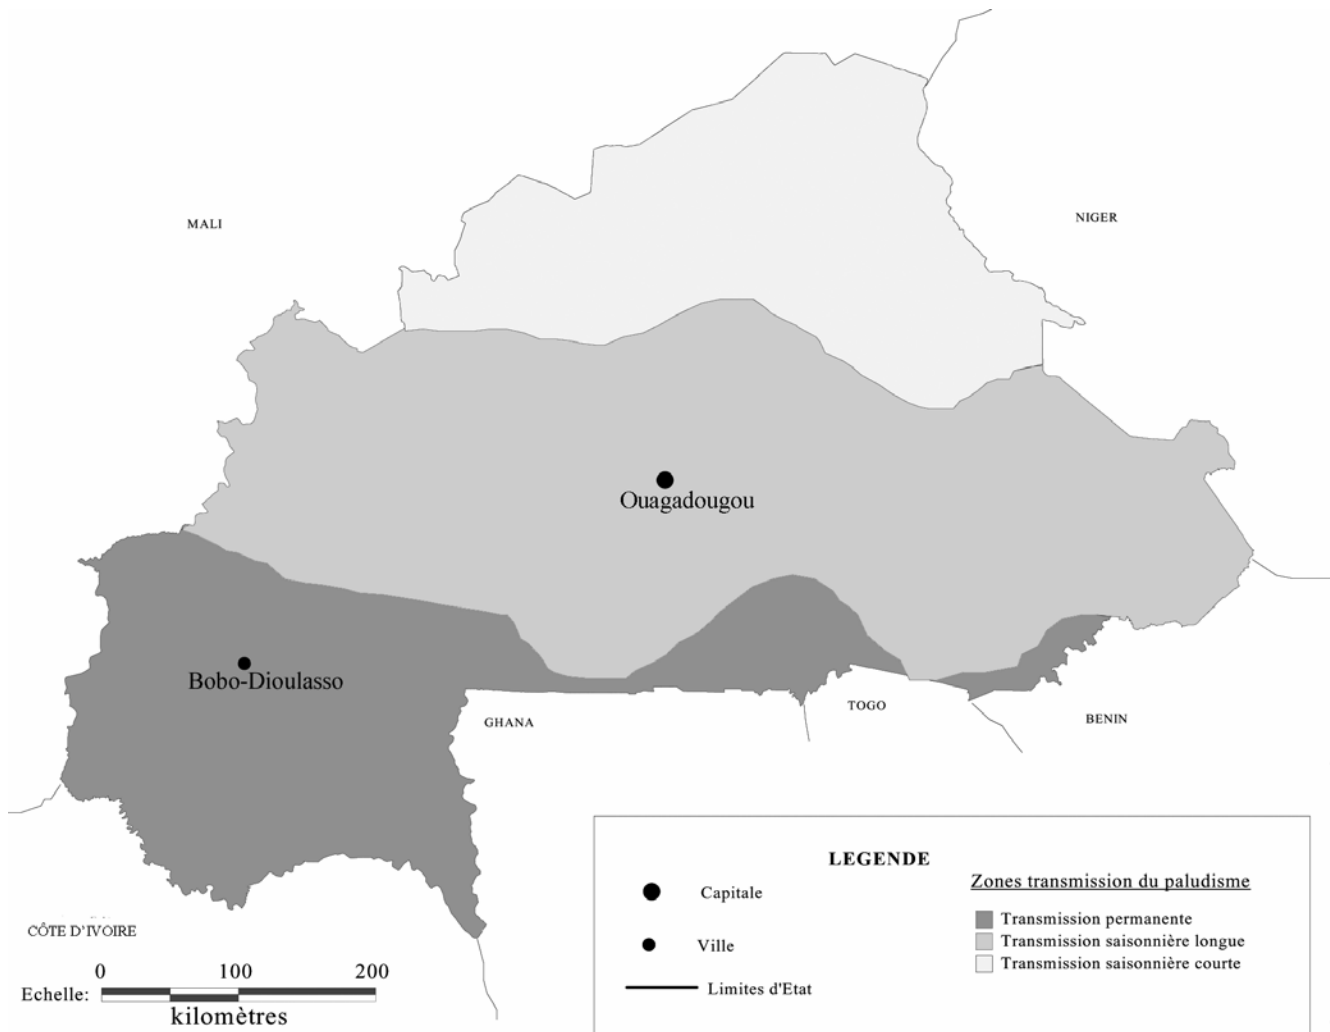 MALI
NIGER
Ouagadougou
Bobo-Dioulasso
GHANA
TOGO
BENIN
CÔTE D'IVOIRE
0 100 200
Echelle:
kilomètres
LEGENDE
Capitale
Ville
Limites d'Etat
Zones transmission du paludisme
Transmission permanente
Transmission saisonnière longue
Transmission saisonnière courte